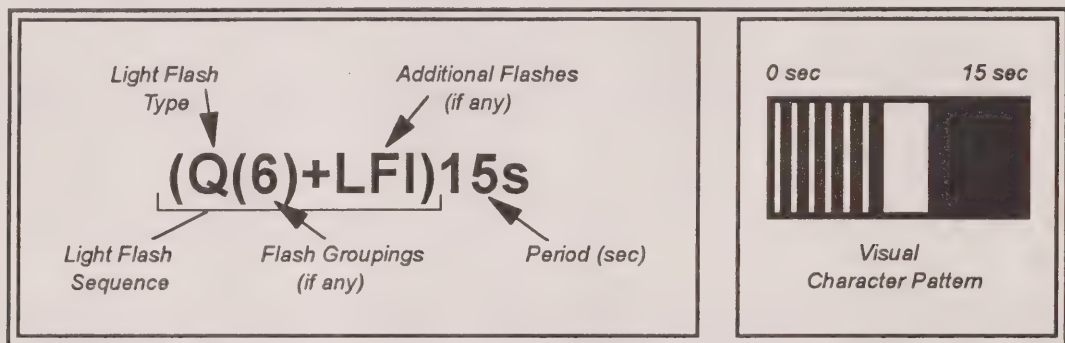 Light Flash
Type
Additional Flashes
(if any)
(Q(6)+LFl)15s
Light Flash
Sequence
Flash Groupings
(if any)
Period (sec)
0 sec 15 sec
Visual
Character Pattern